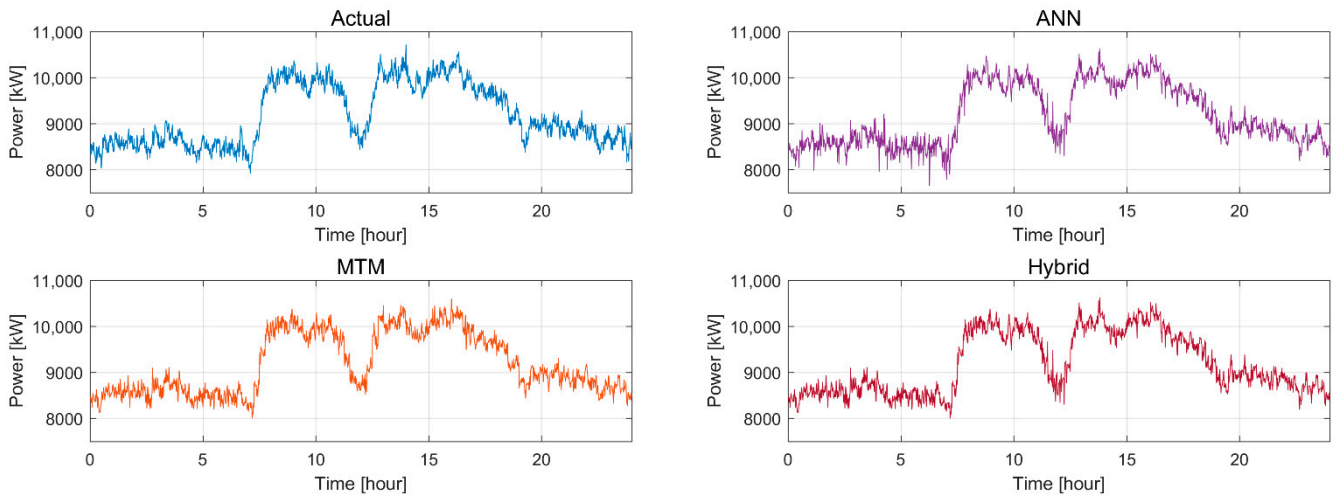 Actual
11,000
10,000
9000
8000
Power [kW]
0 5 10 15 20
Time [hour]
ANN
11,000
10,000
9000
8000
Power [kW]
0 5 10 15 20
Time [hour]
MTM
11,000
10,000
9000
8000
Power [kW]
0 5 10 15 20
Time [hour]
Hybrid
11,000
10,000
9000
8000
Power [kW]
0 5 10 15 20
Time [hour]